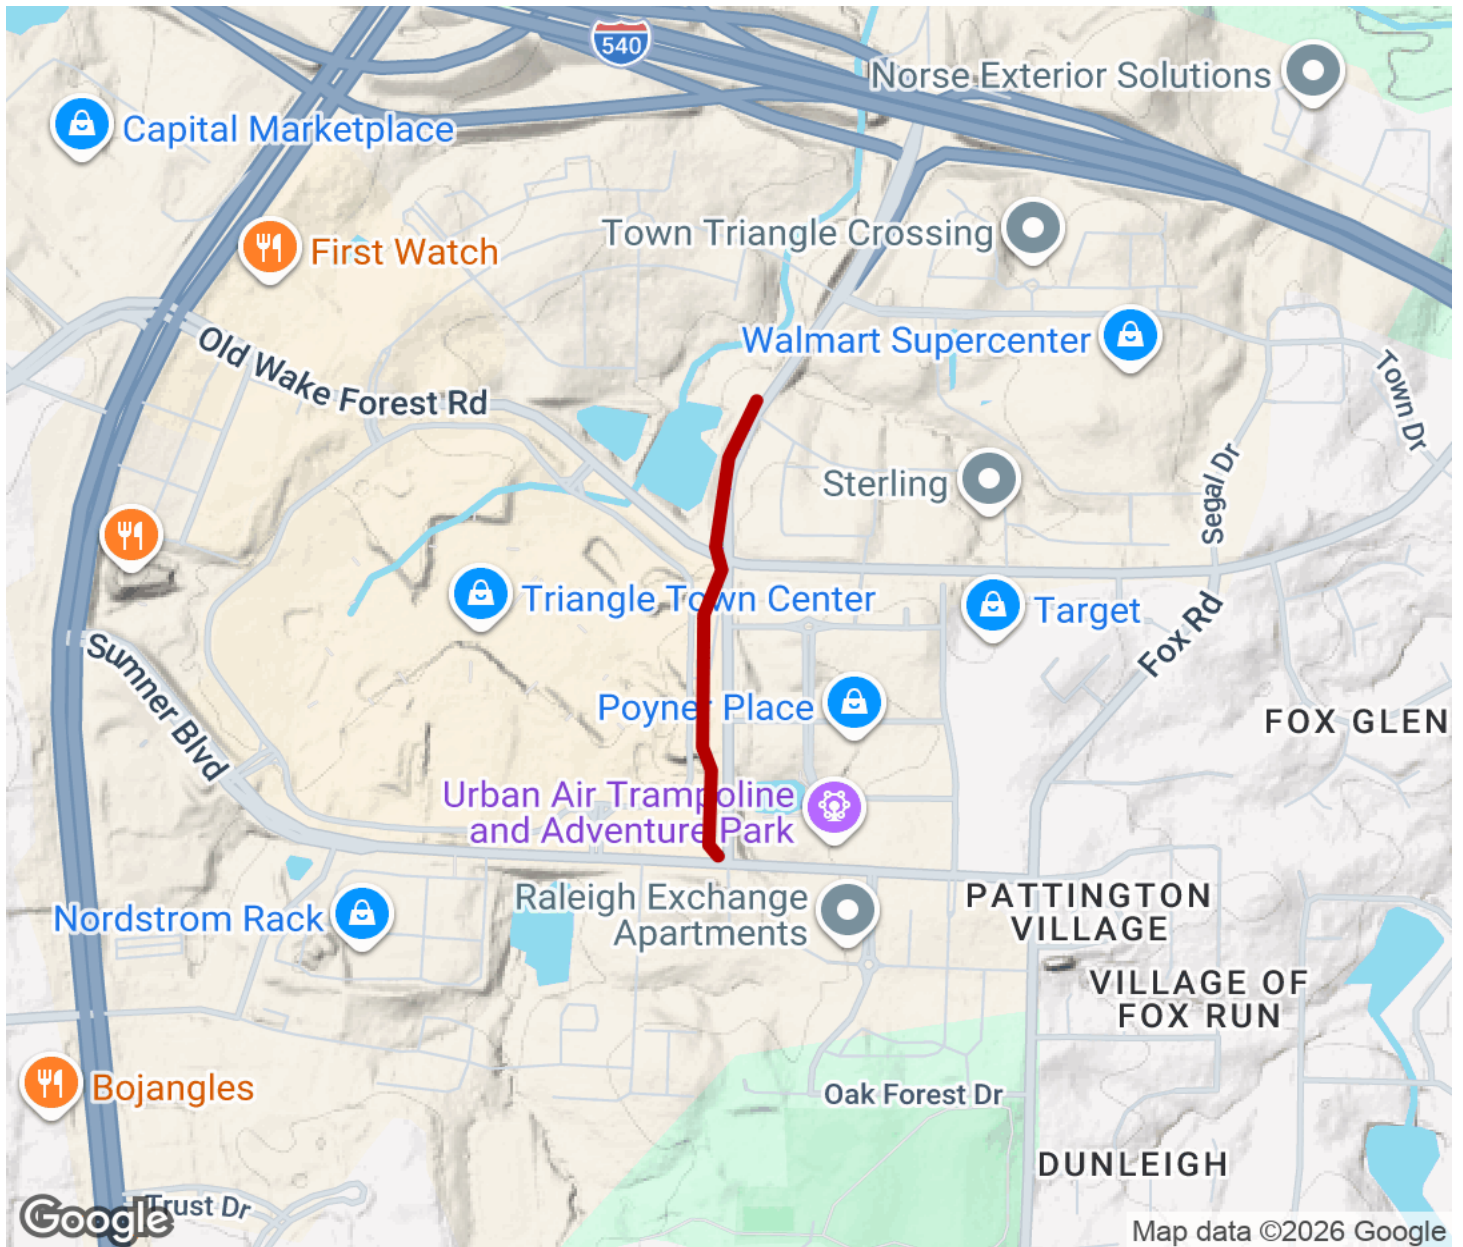 540
Norse Exterior Solutions
Capital Marketplace
Town Triangle Crossing
First Watch
Walmart Supercenter
Old Wake Forest Rd
Town Dr
Sterling
Segal Dr
Triangle Town Center
Target
Fox Rd
Sumner Blvd
Poyner Place
FOX GLEN
Urban Air Trampoline
and Adventure Park
Raleigh Exchange
Apartments
PATTINGTON
VILLAGE
Nordstrom Rack
VILLAGE OF
FOX RUN
Bojangles
Oak Forest Dr
DUNLEIGH
Trust Dr
Google
Map data ©2026 Google